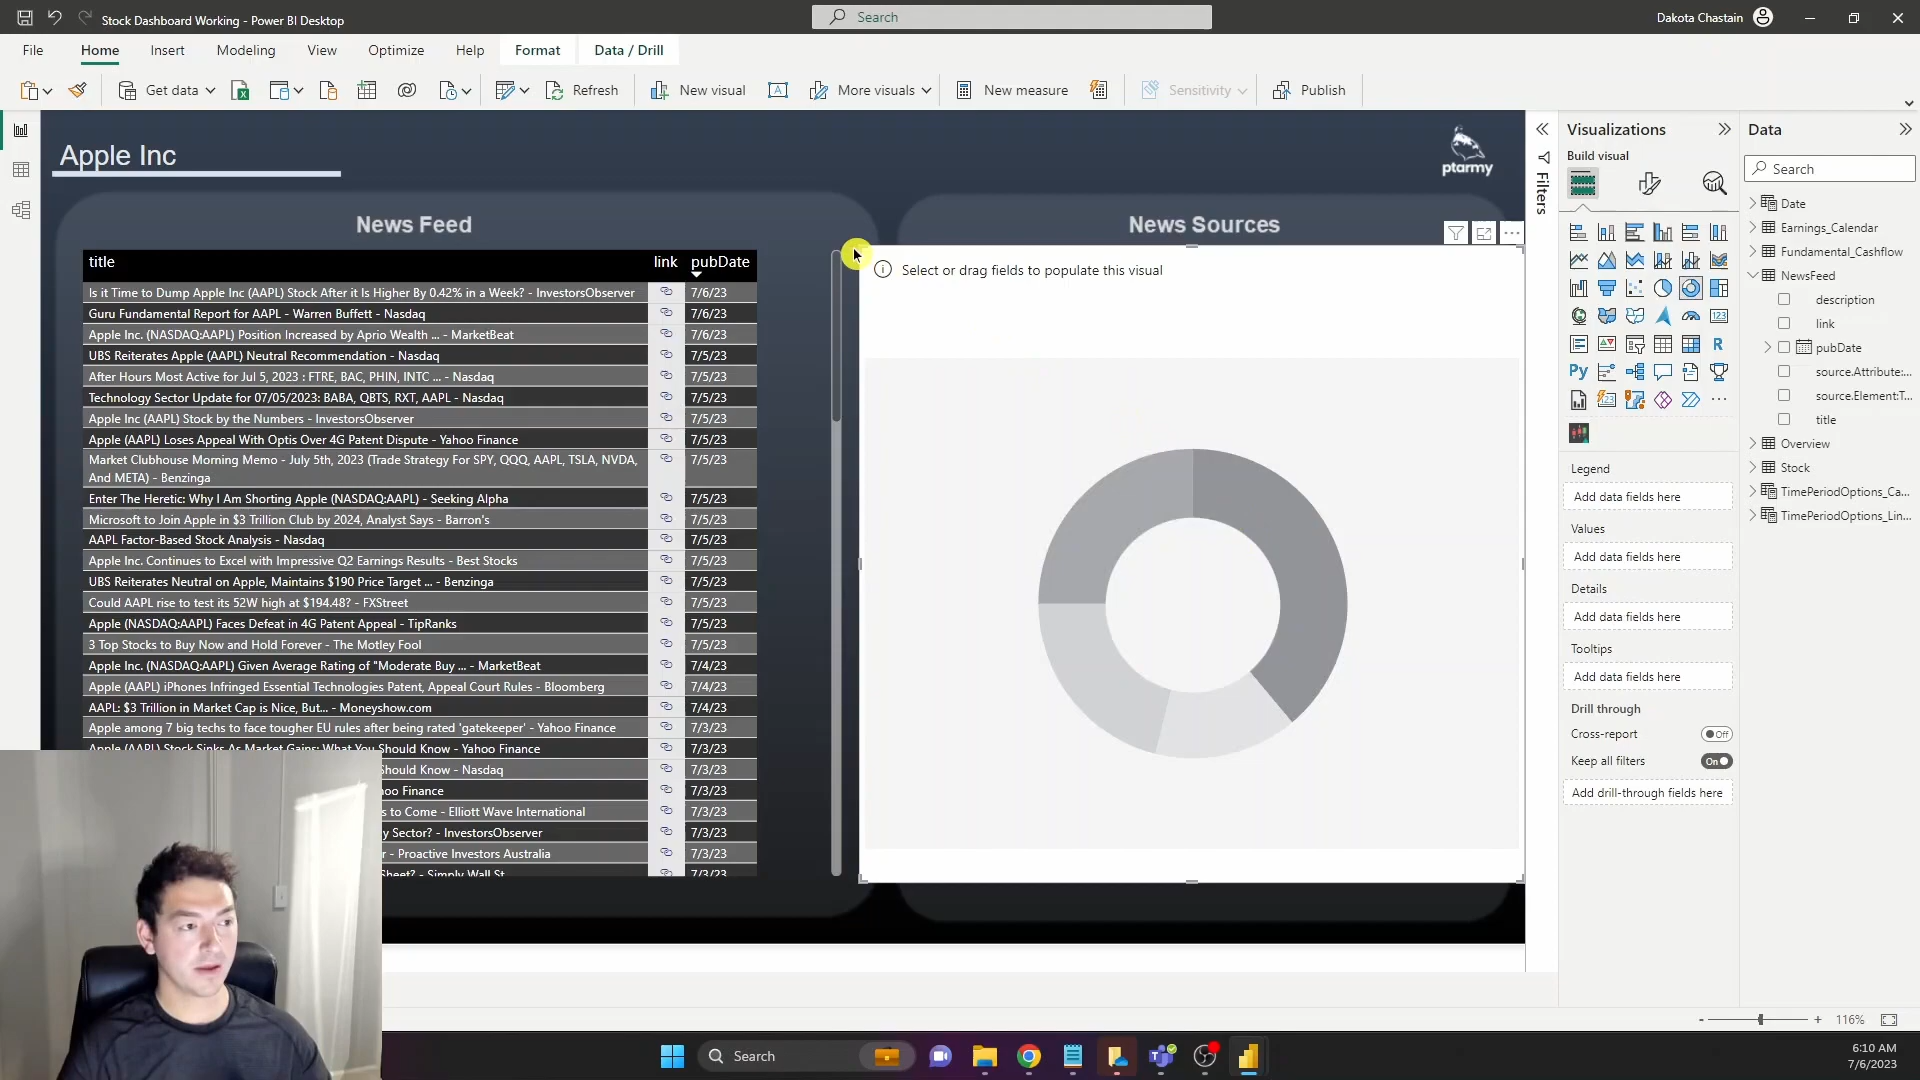 Stock Dashboard Working - Power BI Desktop
Search
Dakota Chastain
File
Home
Insert
Modeling
View
Optimize
Help
Format
Data / Drill
Get data
Refresh
New visual
More visuals
New measure
Sensitivity
Publish
Apple Inc
ptarmy
News Feed
title link pubDate
Is it Time to Dump Apple Inc (AAPL) Stock After it Is Higher By 0.42% in a Week? - InvestorsObserver 7/6/23
Guru Fundamental Report for AAPL - Warren Buffett - Nasdaq 7/6/23
Apple Inc. (NASDAQ:AAPL) Position Increased by Aprio Wealth ... - MarketBeat 7/6/23
UBS Reiterates Apple (AAPL) Neutral Recommendation - Nasdaq 7/5/23
After Hours Most Active for Jul 5, 2023 : FTRE, BAC, PHIN, INTC ... - Nasdaq 7/5/23
Technology Sector Update for 07/05/2023: BABA, QBTS, RXT, AAPL - Nasdaq 7/5/23
Apple Inc (AAPL) Stock by the Numbers - InvestorsObserver 7/5/23
Apple (AAPL) Loses Appeal With Optis Over 4G Patent Dispute - Yahoo Finance 7/5/23
Market Clubhouse Morning Memo - July 5th, 2023 (Trade Strategy For SPY, QQQ, AAPL, TSLA, NVDA, 7/5/23
And META) - Benzinga
Enter The Heretic: Why I Am Shorting Apple (NASDAQ:AAPL) - Seeking Alpha 7/5/23
Microsoft to Join Apple in $3 Trillion Club by 2024, Analyst Says - Barron's 7/5/23
AAPL Factor-Based Stock Analysis - Nasdaq 7/5/23
Apple Inc. Continues to Excel with Impressive Q2 Earnings Results - Best Stocks 7/5/23
UBS Reiterates Neutral on Apple, Maintains $190 Price Target ... - Benzinga 7/5/23
Could AAPL rise to test its 52W high at $194.48? - FXStreet 7/5/23
Apple (NASDAQ:AAPL) Faces Defeat in 4G Patent Appeal - TipRanks 7/5/23
3 Top Stocks to Buy Now and Hold Forever - The Motley Fool 7/5/23
Apple Inc. (NASDAQ:AAPL) Given Average Rating of "Moderate Buy ... - MarketBeat 7/4/23
Apple (AAPL) iPhones Infringed Essential Technologies Patent, Appeal Court Rules - Bloomberg 7/4/23
AAPL: $3 Trillion in Market Cap is Nice, But... - Moneyshow.com 7/4/23
Apple among 7 big techs to face tougher EU rules after being rated 'gatekeeper' - Yahoo Finance 7/3/23
Apple (AAPL) Stock Sinks As Market Gains: What You Should Know - Yahoo Finance 7/3/23
Should Know - Nasdaq 7/3/23
Finance 7/3/23
s to Come - Elliott Wave International 7/3/23
y Sector? - InvestorsObserver 7/3/23
r - Proactive Investors Australia 7/3/23
Sheet? - Simply Wall St 7/3/23
News Sources
Select or drag fields to populate this visual
Filters
Visualizations
Build visual
123
R
Py
Legend
Add data fields here
Values
Add data fields here
Details
Add data fields here
Tooltips
Add data fields here
Drill through
Cross-report Off
Keep all filters On
Add drill-through fields here
Data
Search
Date
Earnings_Calendar
Fundamental_Cashflow
NewsFeed
description
link
pubDate
source.Attribute:...
source.Element:T...
title
Overview
Stock
TimePeriodOptions_Ca...
TimePeriodOptions_Lin...
- + 116%
Search
6:10 AM
7/6/2023